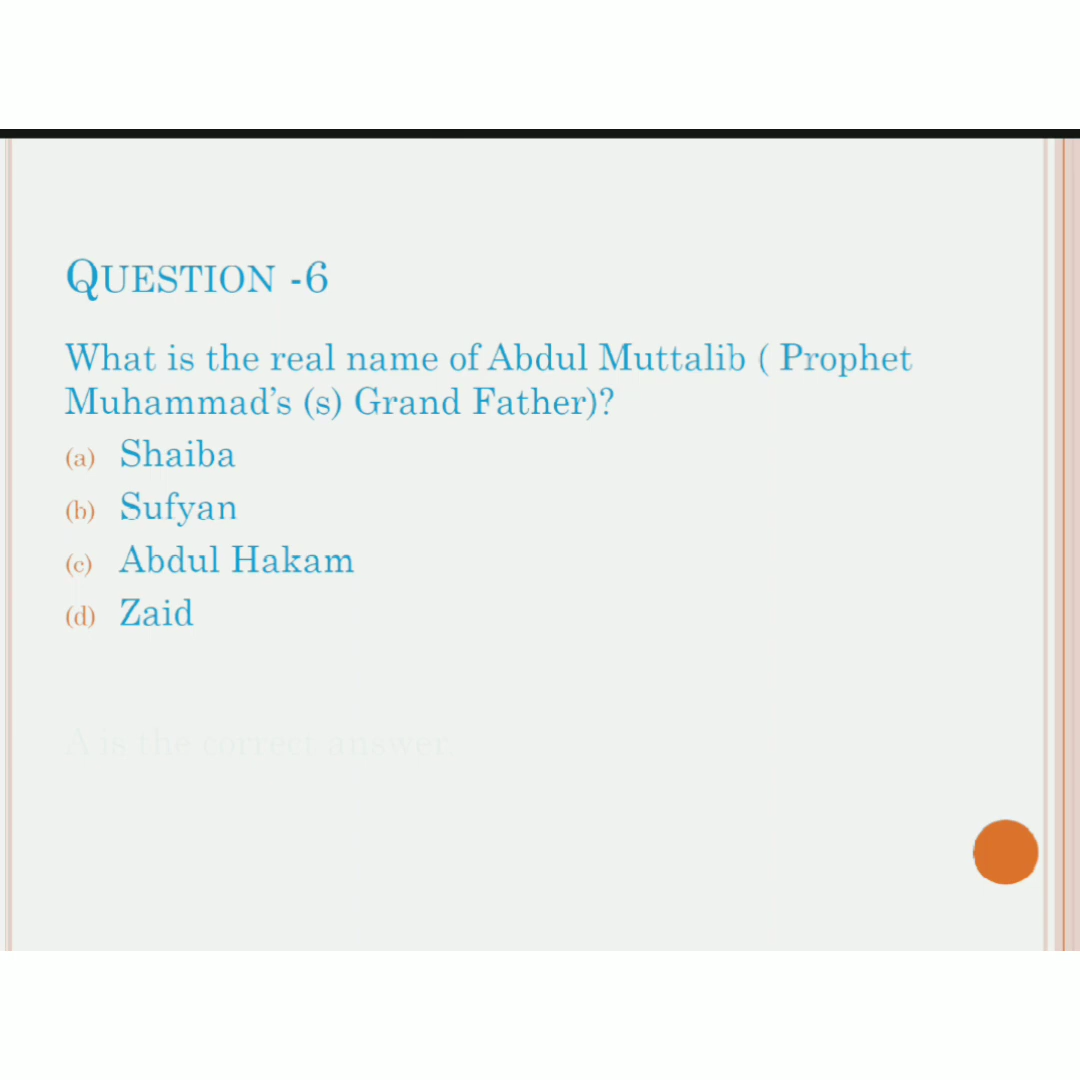 QUESTION -6
What is the real name of Abdul Muttalib ( Prophet
Muhammad's (s) Grand Father)?
(a) Shaiba
(b) Sufyan
(c) Abdul Hakam
(d) Zaid
A is the correct answer.